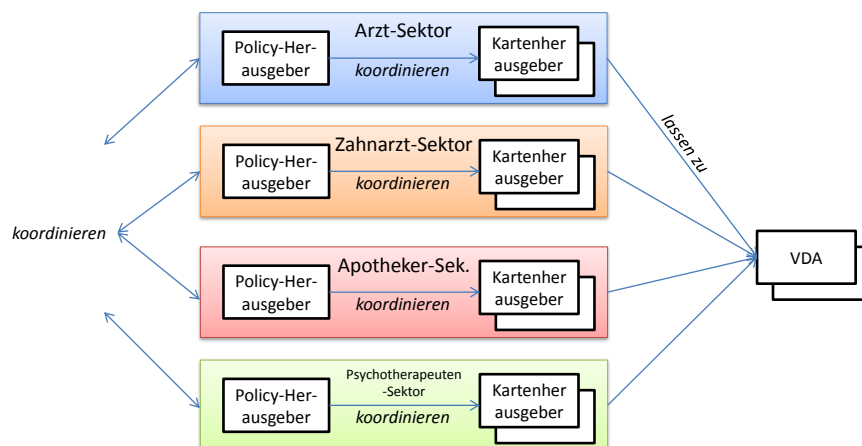 Arzt-Sektor
Policy-Her-
ausgeber
koordinieren
Kartenher
ausgeber
lassen zu
Zahnarzt-Sektor
Policy-Her-
ausgeber
koordinieren
Kartenher
ausgeber
koordinieren
VDA
Apotheker-Sek.
Policy-Her-
ausgeber
koordinieren
Kartenher
ausgeber
Psychotherapeuten
-Sektor
Policy-Her-
ausgeber
koordinieren
Kartenher
ausgeber